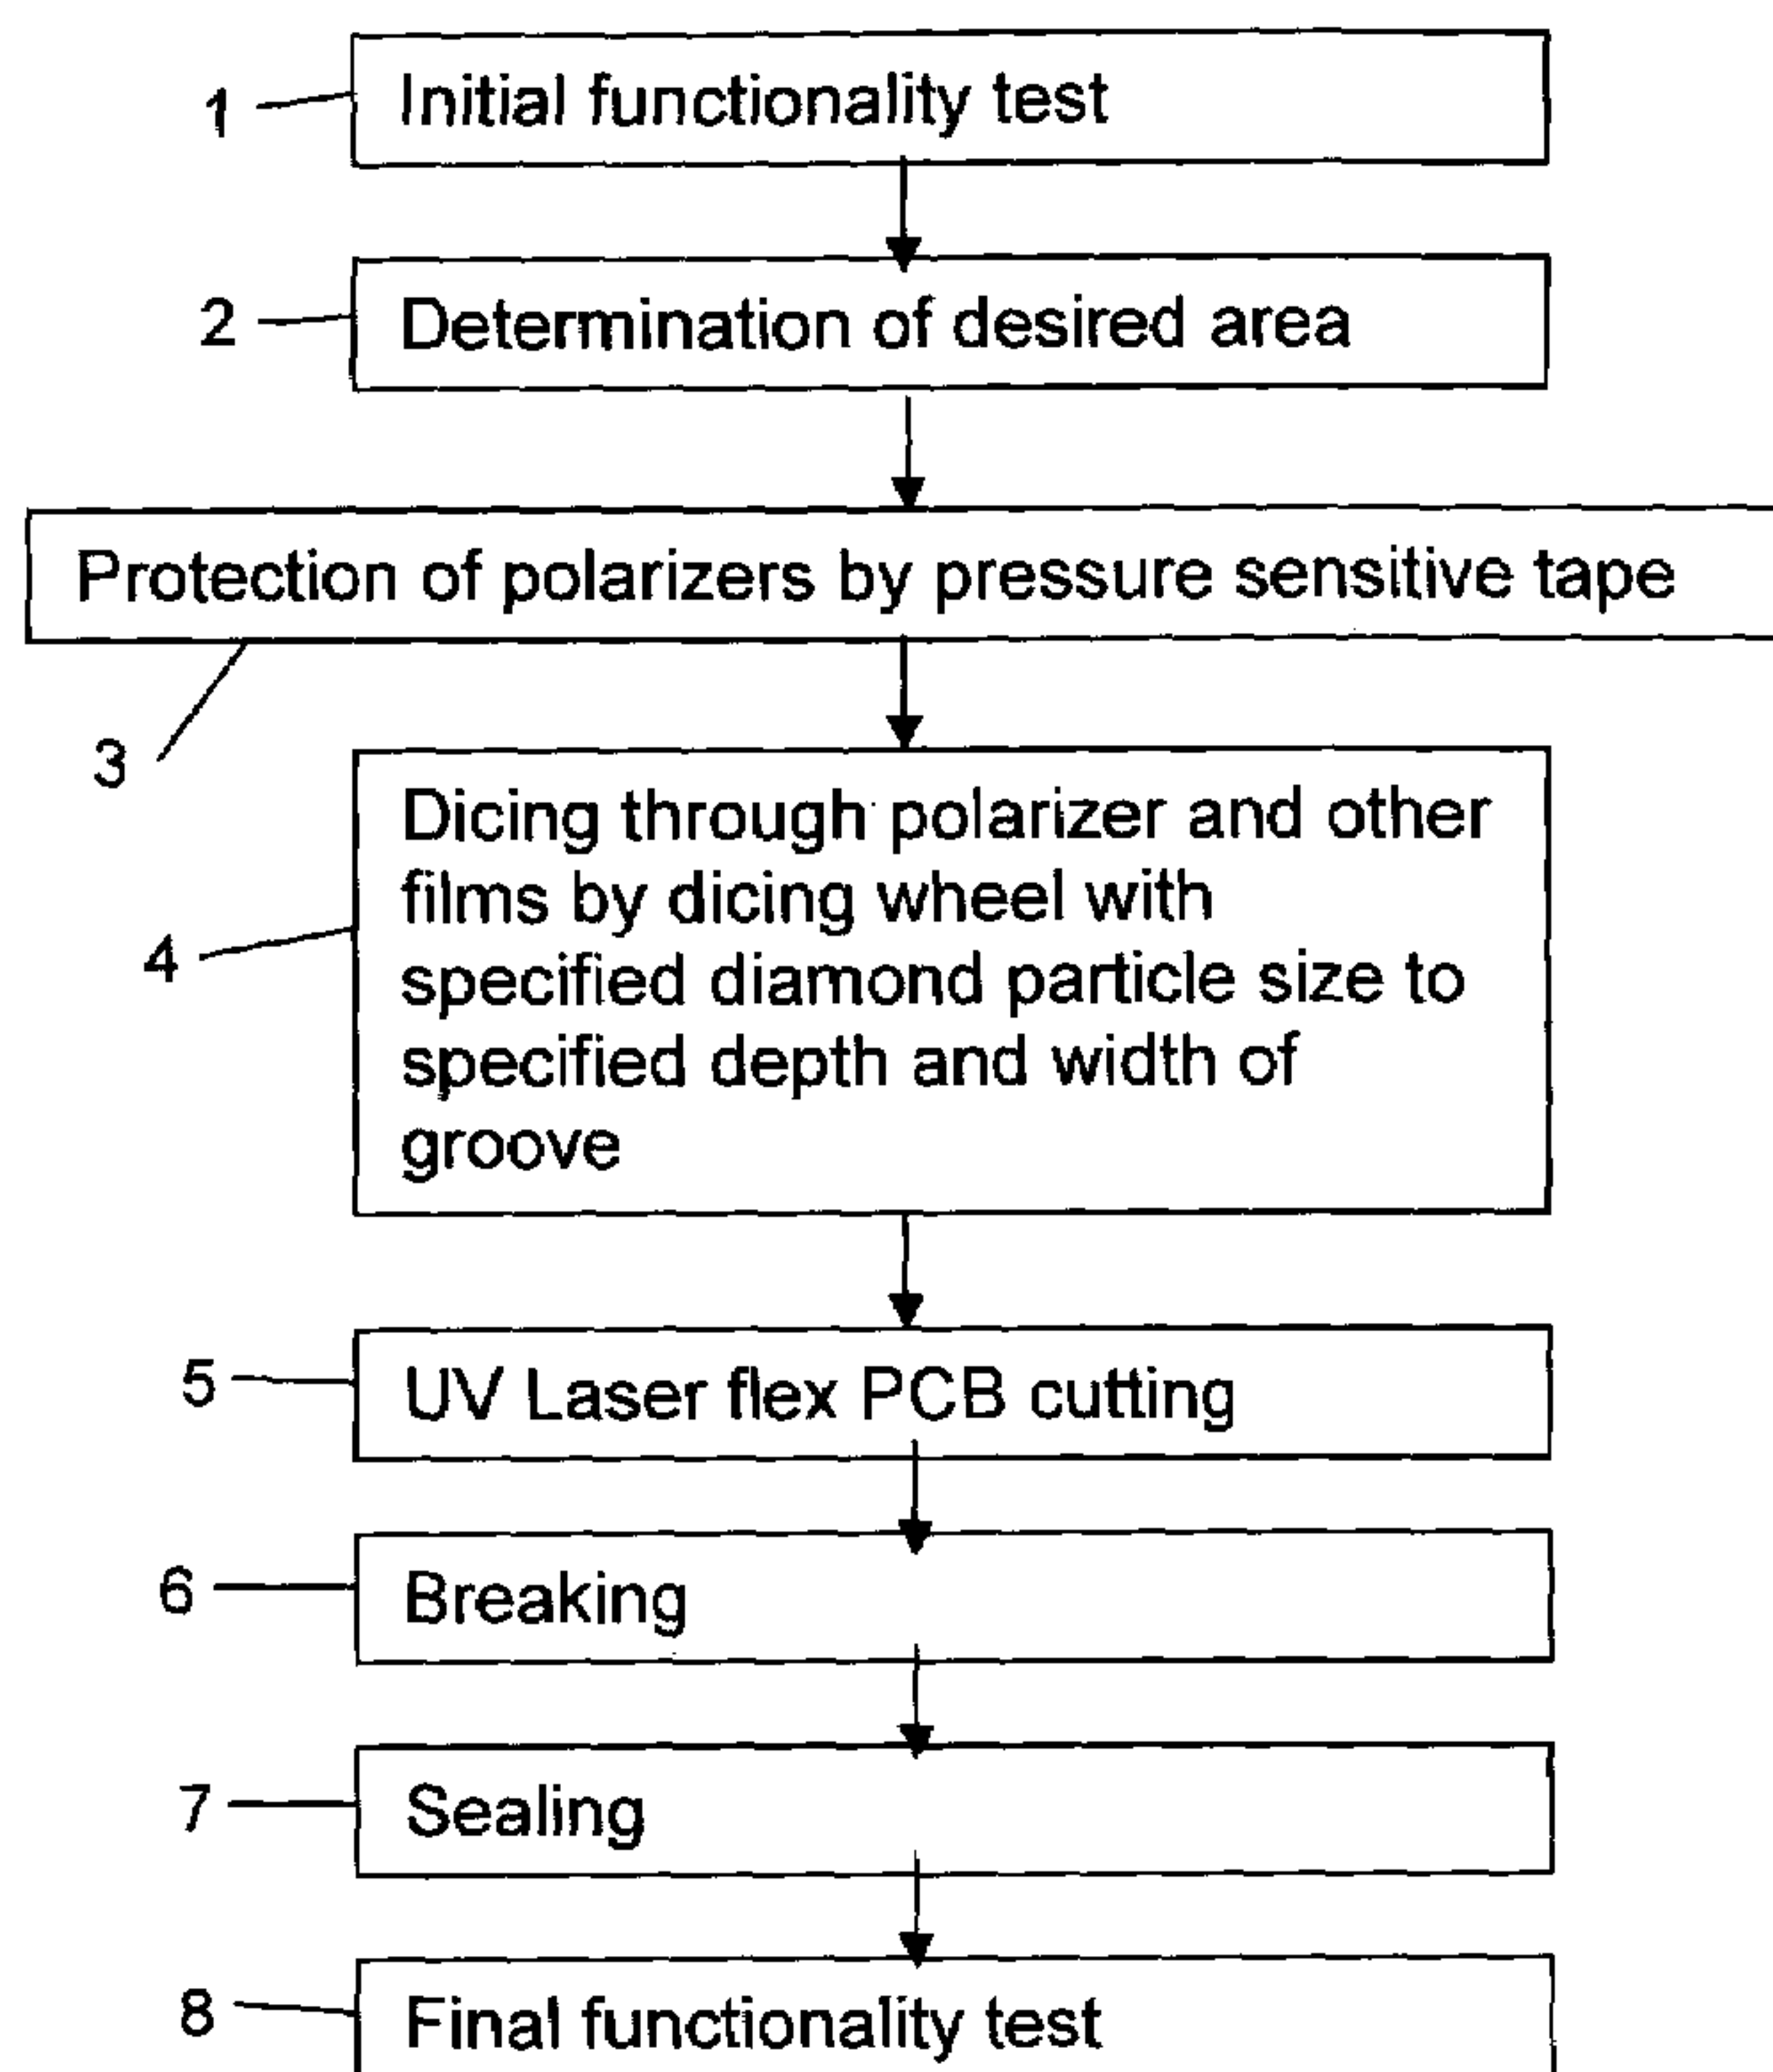 1
Initial functionality test
2
Determination of desired area
Protection of polarizers by pressure sensitive tape
3
Dicing through polarizer and other
films by dicing wheel with
4
specified diamond particle size to
specified depth and width of
groove
5
UV Laser flex PCB cutting
6
Breaking
7
Sealing
8
Final functionality test